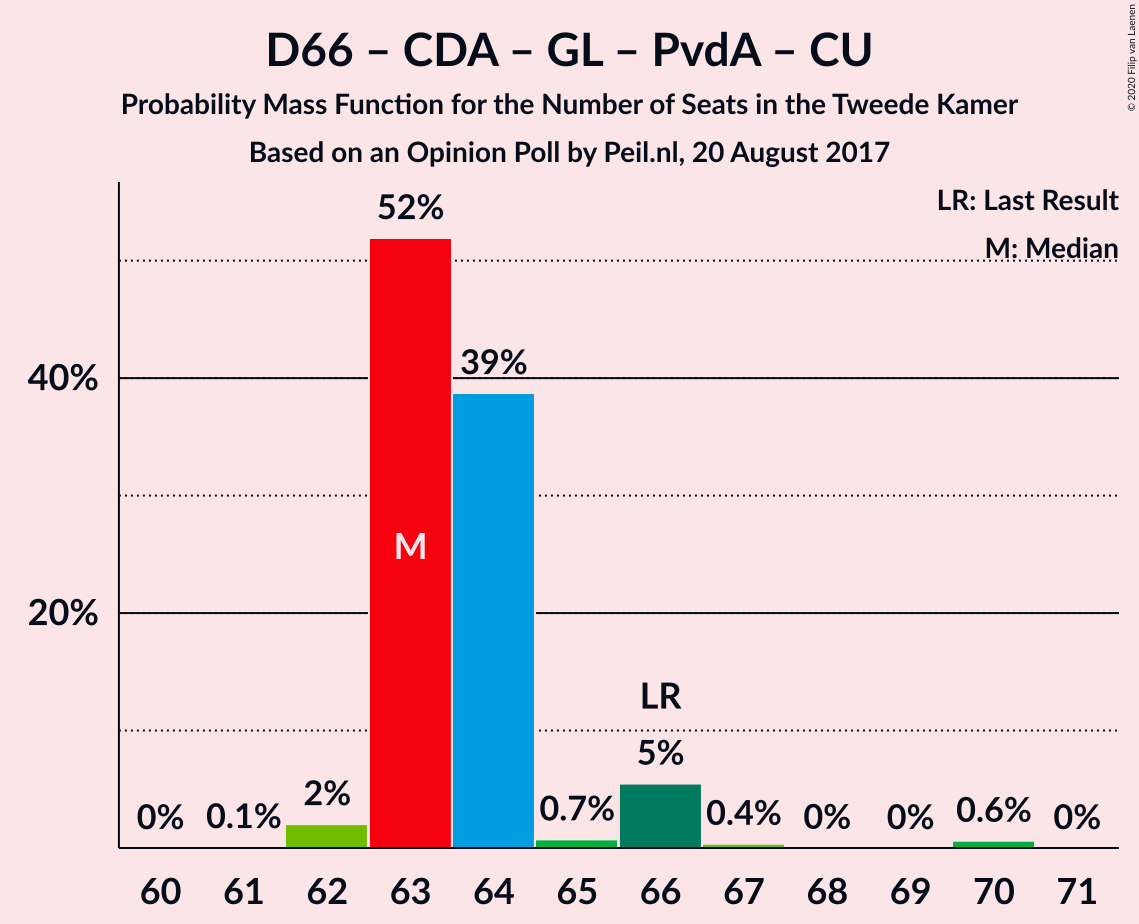 D66 – CDA – GL – PvdA – CU
Probability Mass Function for the Number of Seats in the Tweede Kamer
Based on an Opinion Poll by Peil.nl, 20 August 2017
© 2020 Filip van Laenen
LR: Last Result
M: Median
52%
40%
39%
M
20%
LR
5%
0%
0.1%
2%
0.7%
0.4%
0%
0%
0.6%
0%
60 61 62 63 64 65 66 67 68 69 70 71